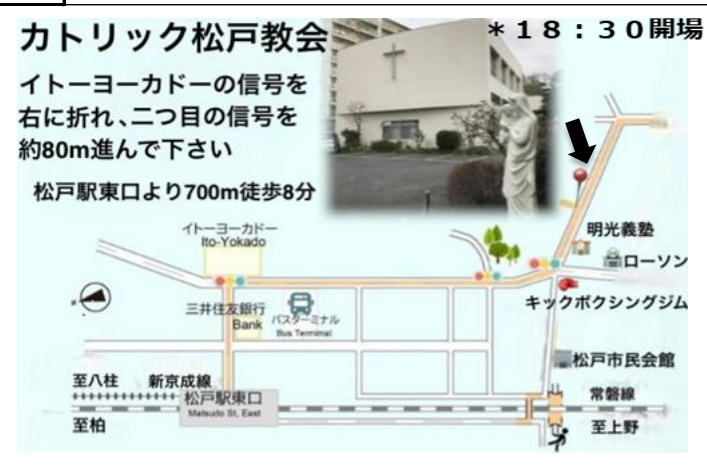 カトリック松戸教会
＊１８：３０開場
イトーヨーカドーの信号を
右に折れ、二つ目の信号を
約80m進んで下さい
松戸駅東口より700m徒歩8分
イトーヨーカドー
Ito-Yokado
明光義塾
ローソン
三井住友銀行
Bank
バスターミナル
Bus Terminal
キックボクシングジム
松戸市民会館
至八柱
新京成線
松戸駅東口
Matsudo St, East
常磐線
至柏
至上野